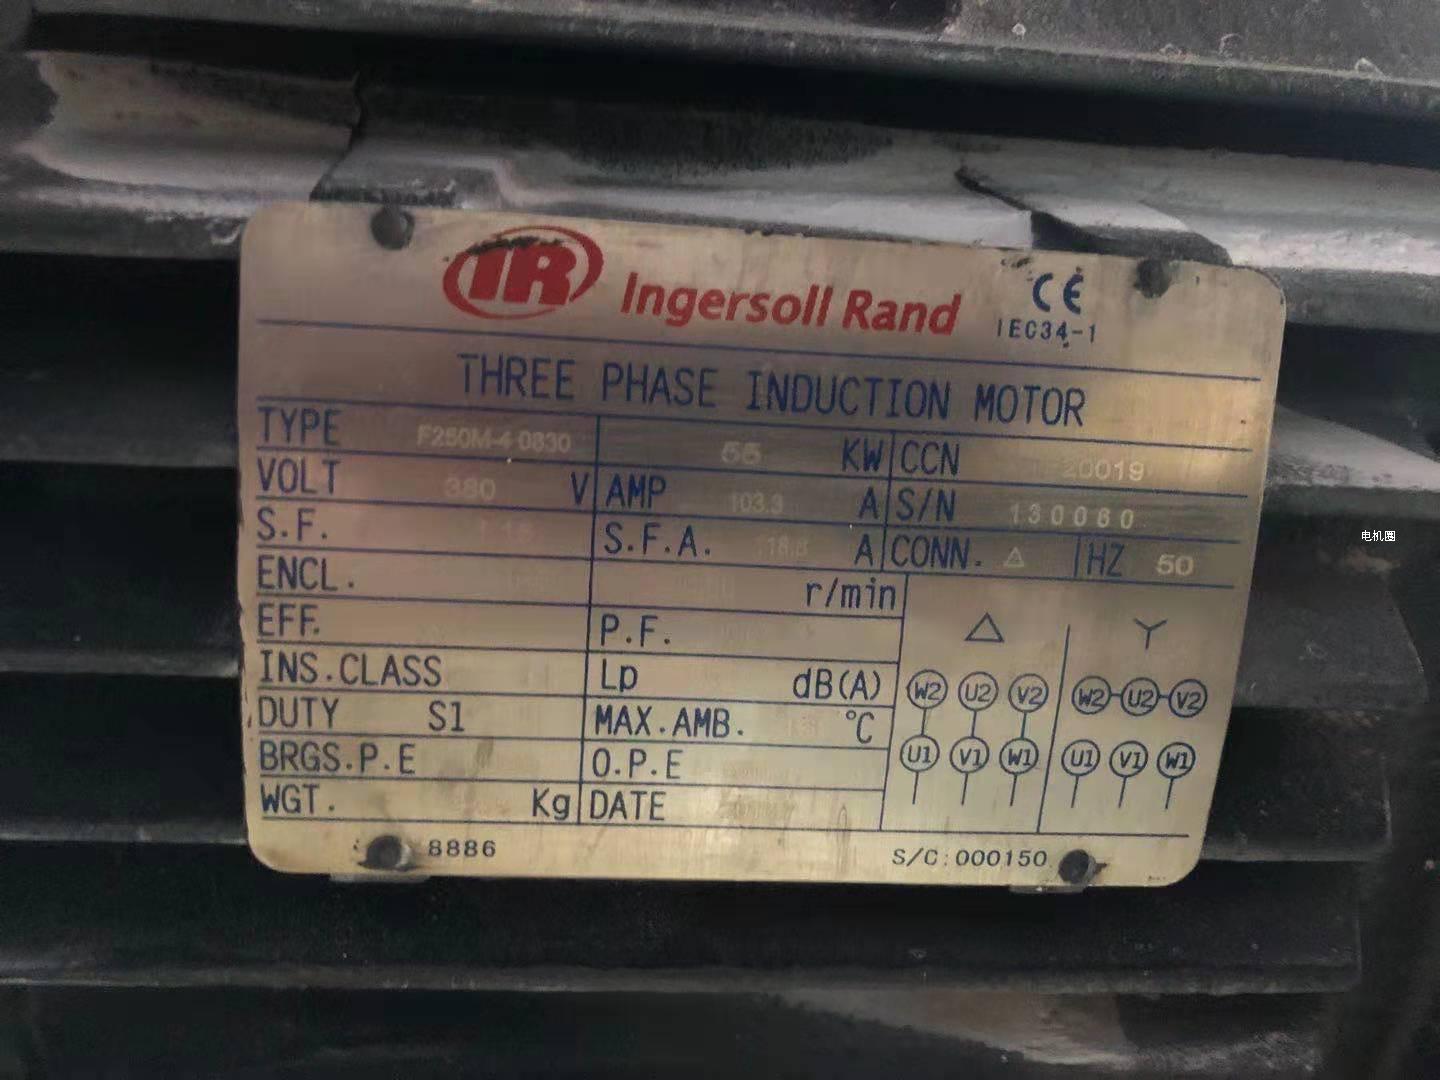 IR Ingersoll Rand CE
IEC34-1
THREE PHASE INDUCTION MOTOR
TYPE F250M-4 0830 55 KW CCN 20019
VOLT 380 V AMP 103.3 A S/N 130060
S.F. S.F.A. A CONN. △ HZ 50
ENCL. r/min
EFF. P.F.
INS.CLASS Lp dB(A)
DUTY S1 MAX.AMB. °C
BRGS.P.E O.P.E
WGT. Kg DATE
△ Y
W2 U2 V2 W2 U2 V2
U1 V1 W1 U1 V1 W1
8886 S/C:000150
电机圈